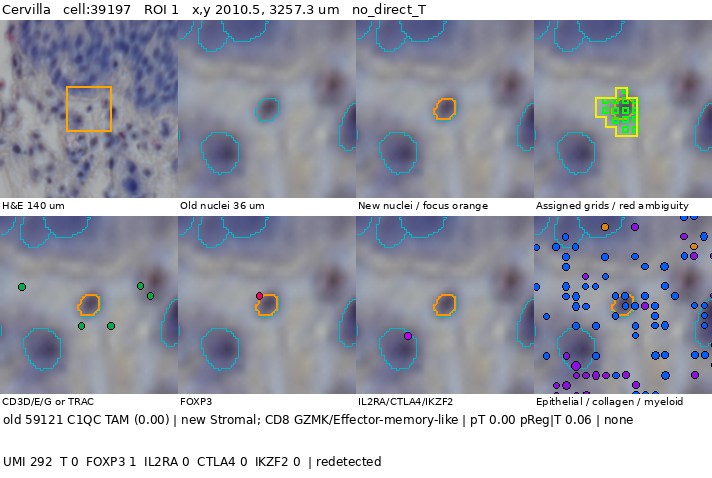 Cervilla   cell:39197   ROI 1   x,y 2010.5, 3257.3 um   no_direct_T
H&E 140 um
Old nuclei 36 um
New nuclei / focus orange
Assigned grids / red ambiguity
CD3D/E/G or TRAC
FOXP3
IL2RA/CTLA4/IKZF2
Epithelial / collagen / myeloid
old 59121 C1QC TAM (0.00) | new Stromal; CD8 GZMK/Effector-memory-like | pT 0.00 pReg|T 0.06 | none
UMI 292  T 0  FOXP3 1  IL2RA 0  CTLA4 0  IKZF2 0  | redetected